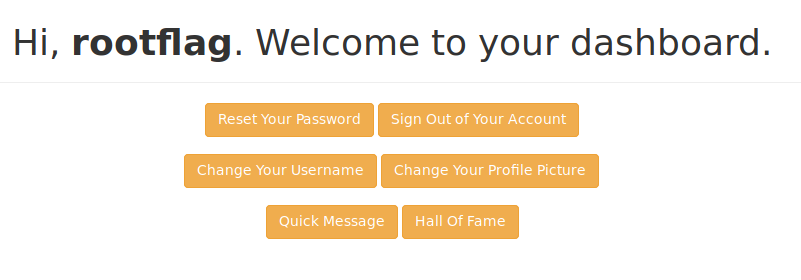 Hi, rootflag. Welcome to your dashboard.
Reset Your Password Sign Out of Your Account
Change Your Username Change Your Profile Picture
Quick Message Hall Of Fame